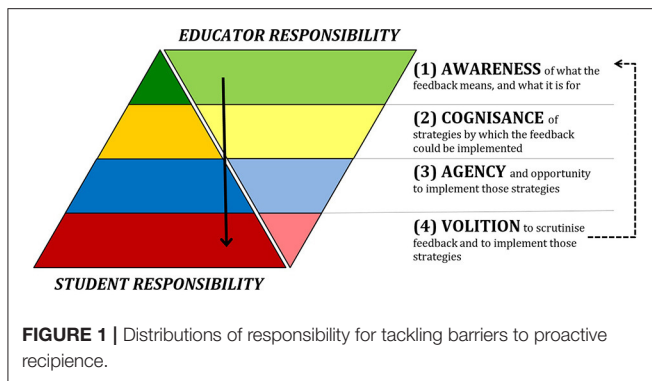 EDUCATOR RESPONSIBILITY
(1) AWARENESS of what the
feedback means, and what it is for
(2) COGNISANCE of
strategies by which the feedback
could be implemented
(3) AGENCY and opportunity
to implement those strategies
(4) VOLITION to scrutinise
feedback and to implement those
strategies
STUDENT RESPONSIBILITY
FIGURE 1 | Distributions of responsibility for tackling barriers to proactive
recipience.